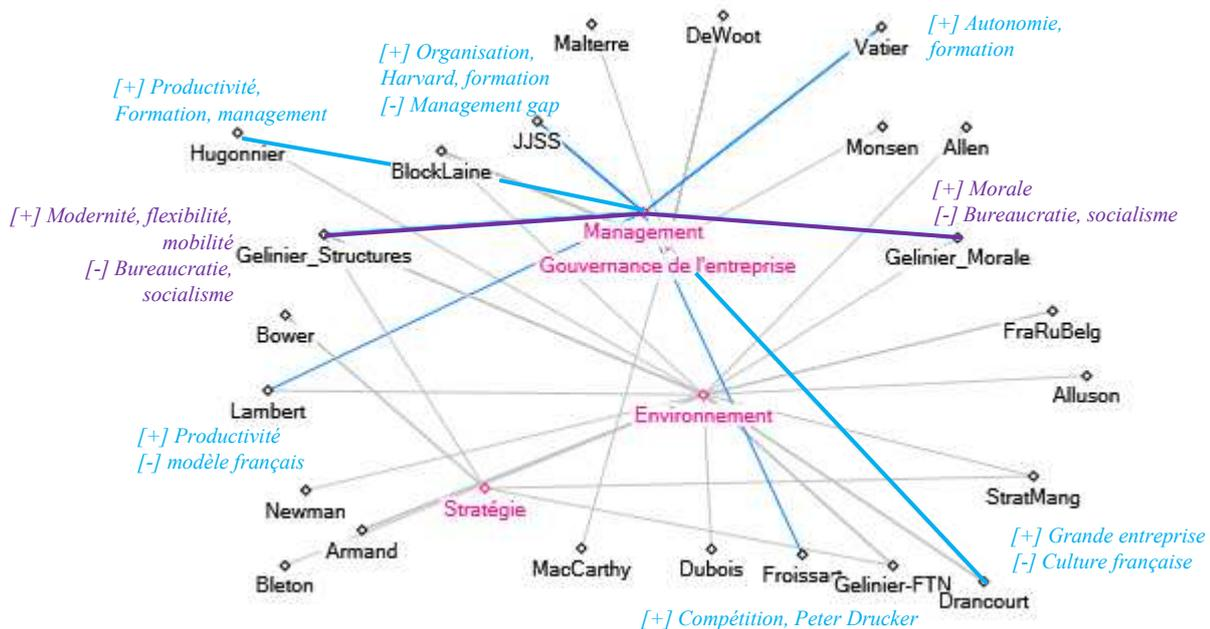 DeWoot
Malterre
[+] Autonomie,
formation
Vatier
[+] Organisation,
Harvard, formation
[-] Management gap
[+] Productivité,
Formation, management
JJSS
Monsen
Allen
Hugonnier
BlockLaine
[+] Morale
[-] Bureaucratie, socialisme
[+] Modernité, flexibilité,
mobilité
[-] Bureaucratie,
socialisme
Management
Gelinier_Structures
Gelinier_Morale
Gouvernance de l'entreprise
Bower
FraRuBelg
Alluson
Lambert
Environnement
[+] Productivité
[-] modèle français
Newman
Stratégie
StratMang
Armand
[+] Grande entreprise
[-] Culture française
Bleton
MacCarthy
Dubois
Froissart
Gelinier-FTN
Drancourt
[+] Compétition, Peter Drucker